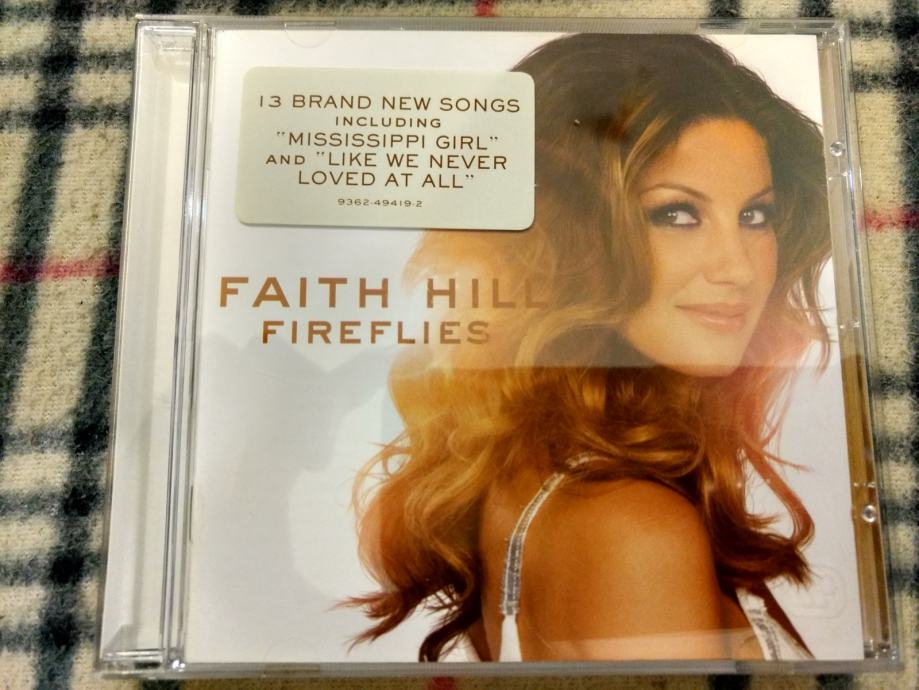 13 BRAND NEW SONGS
INCLUDING
"MISSISSIPPI GIRL"
AND "LIKE WE NEVER
LOVED AT ALL"
9362-49419-2
FAITH HILL
FIREFLIES